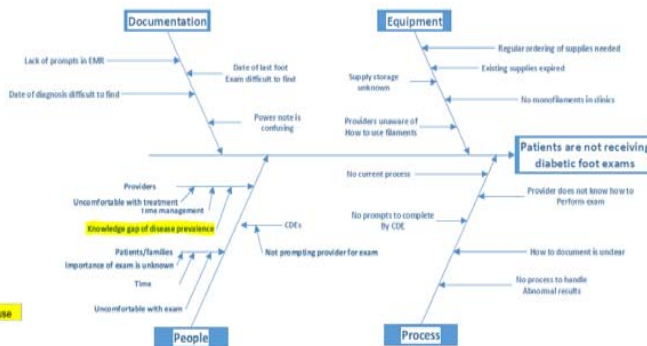 Documentation
Equipment
Lack of prompts in EMR
Date of last foot
Exam difficult to find
Date of diagnosis difficult to find
Power note is
confusing
Regular ordering of supplies needed
Existing supplies expired
Supply storage
unknown
No monofilaments in clinics
Providers unaware of
How to use filaments
Patients are not receiving
diabetic foot exams
Providers
Uncomfortable with treatment
Time management
Knowledge gap of disease prevalence
Patients/families
Importance of exam is unknown
Time
Uncomfortable with exam
CDEs
Not prompting provider for exam
No current process
Provider does not know how to
Perform exam
No prompts to complete
By CDE
How to document is unclear
No process to handle
Abnormal results
People
Process